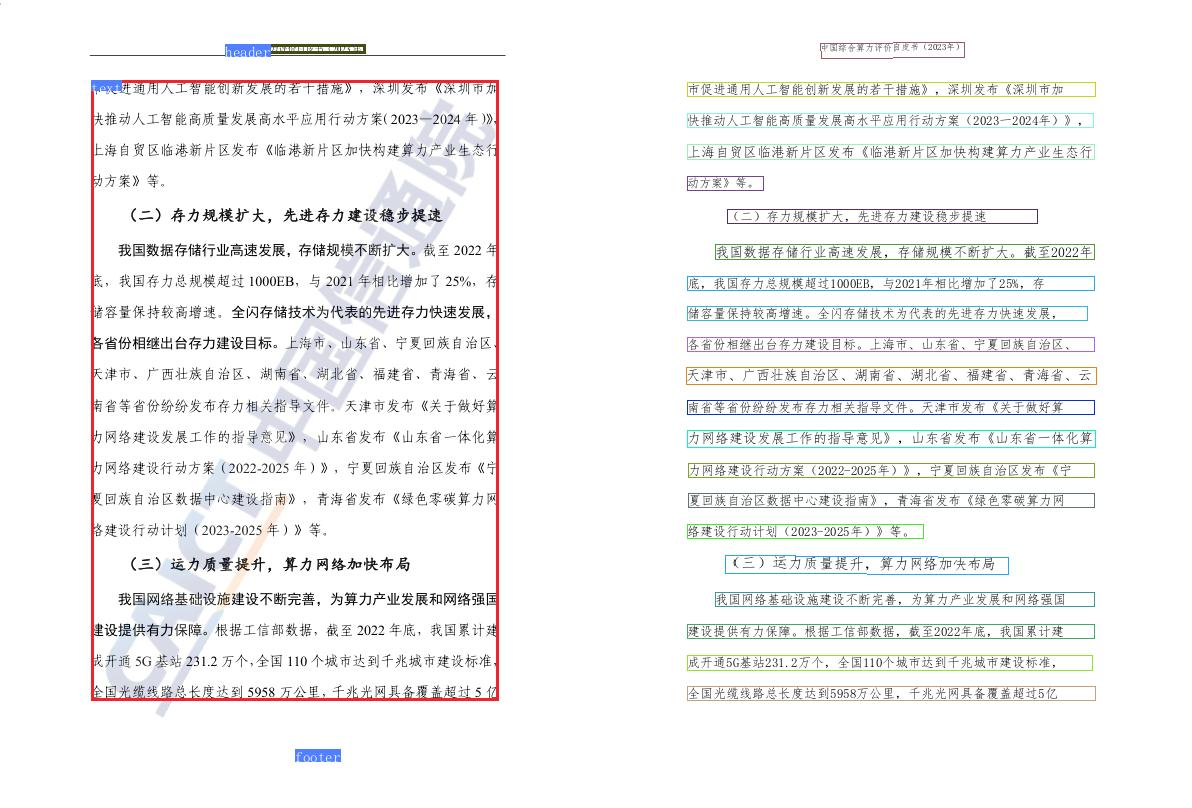 header
text
市促进通用人工智能创新发展的若干措施》，深圳发布《深圳市加
快推动人工智能高质量发展高水平应用行动方案（2023—2024 年）》，
上海自贸区临港新片区发布《临港新片区加快构建算力产业生态行
动方案》等。
（二）存力规模扩大，先进存力建设稳步提速
我国数据存储行业高速发展，存储规模不断扩大。截至 2022 年
底，我国存力总规模超过 1000EB，与 2021 年相比增加了 25%，存
储容量保持较高增速。全闪存储技术为代表的先进存力快速发展，
各省份相继出台存力建设目标。上海市、山东省、宁夏回族自治区、
天津市、广西壮族自治区、湖南省、湖北省、福建省、青海省、云
南省等省份纷纷发布存力相关指导文件。天津市发布《关于做好算
力网络建设发展工作的指导意见》，山东省发布《山东省一体化算
力网络建设行动方案（2022-2025 年）》，宁夏回族自治区发布《宁
夏回族自治区数据中心建设指南》，青海省发布《绿色零碳算力网
络建设行动计划（2023-2025 年）》等。
（三）运力质量提升，算力网络加快布局
我国网络基础设施建设不断完善，为算力产业发展和网络强国
建设提供有力保障。根据工信部数据，截至 2022 年底，我国累计建
成开通 5G 基站 231.2 万个，全国 110 个城市达到千兆城市建设标准，
全国光缆线路总长度达到 5958 万公里，千兆光网具备覆盖超过 5 亿
footer
CAICT 中国信通院
中国综合算力评价白皮书（2023年）
市促进通用人工智能创新发展的若干措施》，深圳发布《深圳市加
快推动人工智能高质量发展高水平应用行动方案（2023一2024年）》，
上海自贸区临港新片区发布《临港新片区加快构建算力产业生态行
动方案》等。
（二）存力规模扩大，先进存力建设稳步提速
我国数据存储行业高速发展，存储规模不断扩大。截至2022年
底，我国存力总规模超过1000EB，与2021年相比增加了25%，存
储容量保持较高增速。全闪存储技术为代表的先进存力快速发展，
各省份相继出台存力建设目标。上海市、山东省、宁夏回族自治区、
天津市、广西壮族自治区、湖南省、湖北省、福建省、青海省、云
南省等省份纷纷发布存力相关指导文件。天津市发布《关于做好算
力网络建设发展工作的指导意见》，山东省发布《山东省一体化算
力网络建设行动方案（2022-2025年）》，宁夏回族自治区发布《宁
夏回族自治区数据中心建设指南》，青海省发布《绿色零碳算力网
络建设行动计划（2023-2025年）》等。
（三）运力质量提升，算力网络加快布局
我国网络基础设施建设不断完善，为算力产业发展和网络强国
建设提供有力保障。根据工信部数据，截至2022年底，我国累计建
成开通5G基站231.2万个，全国110个城市达到千兆城市建设标准，
全国光缆线路总长度达到5958万公里，千兆光网具备覆盖超过5亿